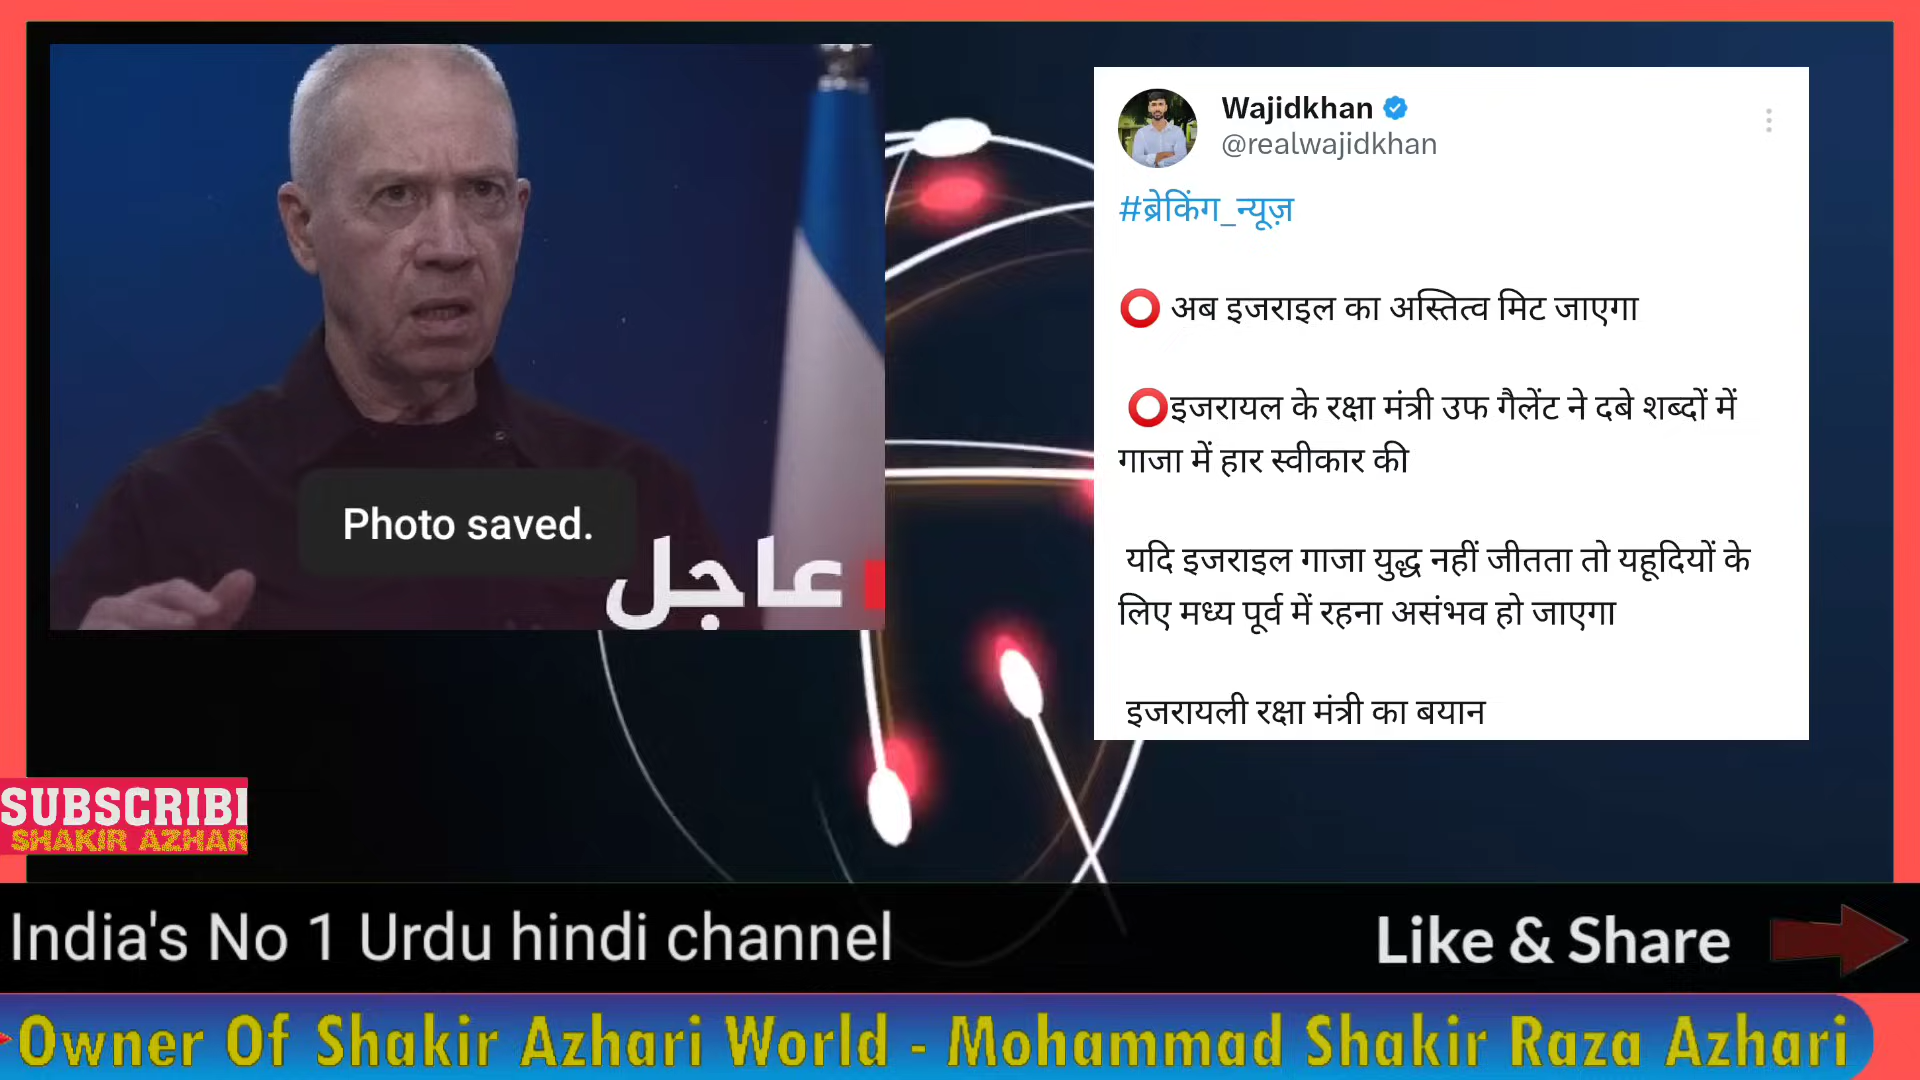 Photo saved.
عاجل
Wajidkhan
@realwajidkhan
#ब्रेकिंग_न्यूज़
⭕ अब इजराइल का अस्तित्व मिट जाएगा
⭕इजरायल के रक्षा मंत्री उफ गैलेंट ने दबे शब्दों में
गाजा में हार स्वीकार की
यदि इजराइल गाजा युद्ध नहीं जीतता तो यहूदियों के
लिए मध्य पूर्व में रहना असंभव हो जाएगा
इजरायली रक्षा मंत्री का बयान
SUBSCRIBI
SHAKIR AZHAR
India's No 1 Urdu hindi channel
Like & Share
Owner Of Shakir Azhari World - Mohammad Shakir Raza Azhari